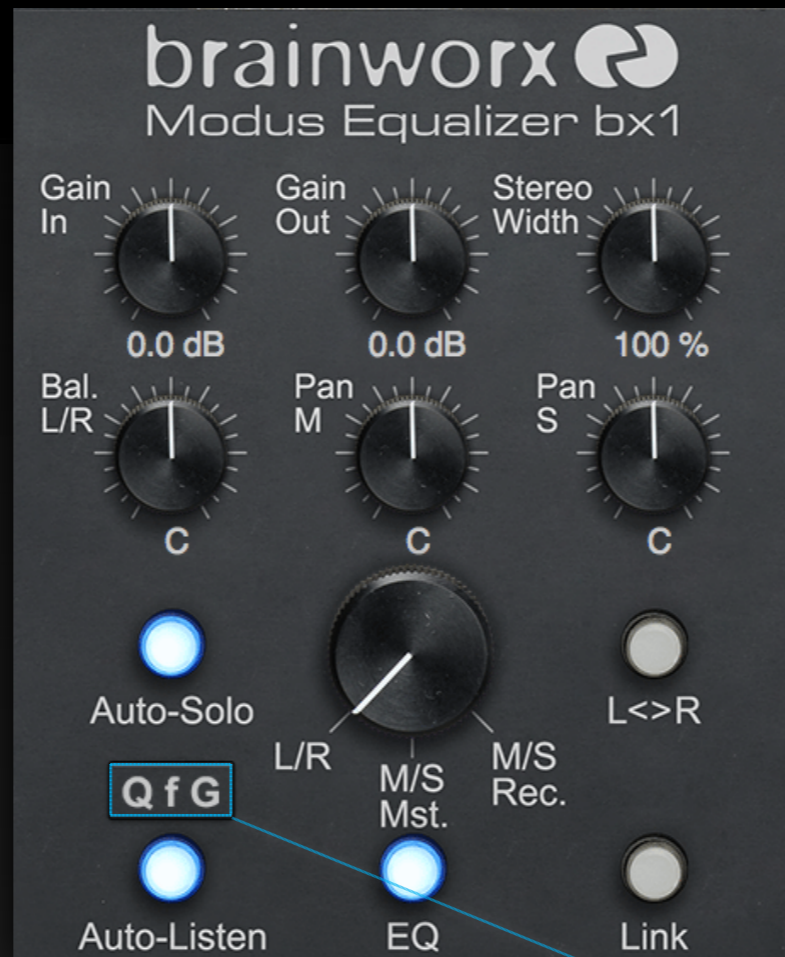 brainworx
Modus Equalizer bx1
Gain In
Gain Out
Stereo Width
0.0 dB
0.0 dB
100 %
Bal. L/R
Pan M
Pan S
C
C
C
Auto-Solo
L<>R
L/R
M/S Mst.
M/S Rec.
Q f G
Auto-Listen
EQ
Link